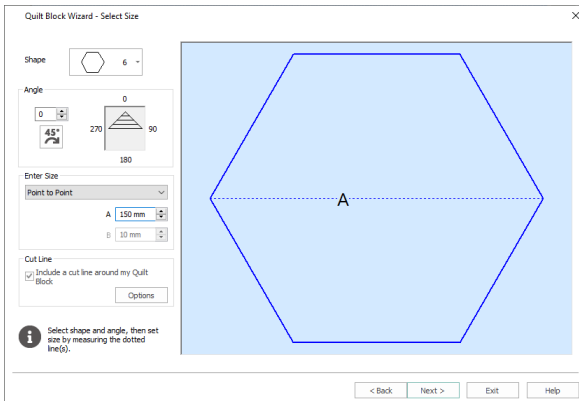 Quilt Block Wizard - Select Size
Shape
6
Angle
0
0
45°
270
90
180
Enter Size
Point to Point
A 150 mm
B 10 mm
Cut Line
Include a cut line around my Quilt
Block
Options
Select shape and angle, then set
size by measuring the dotted
line(s).
A
< Back Next > Exit Help